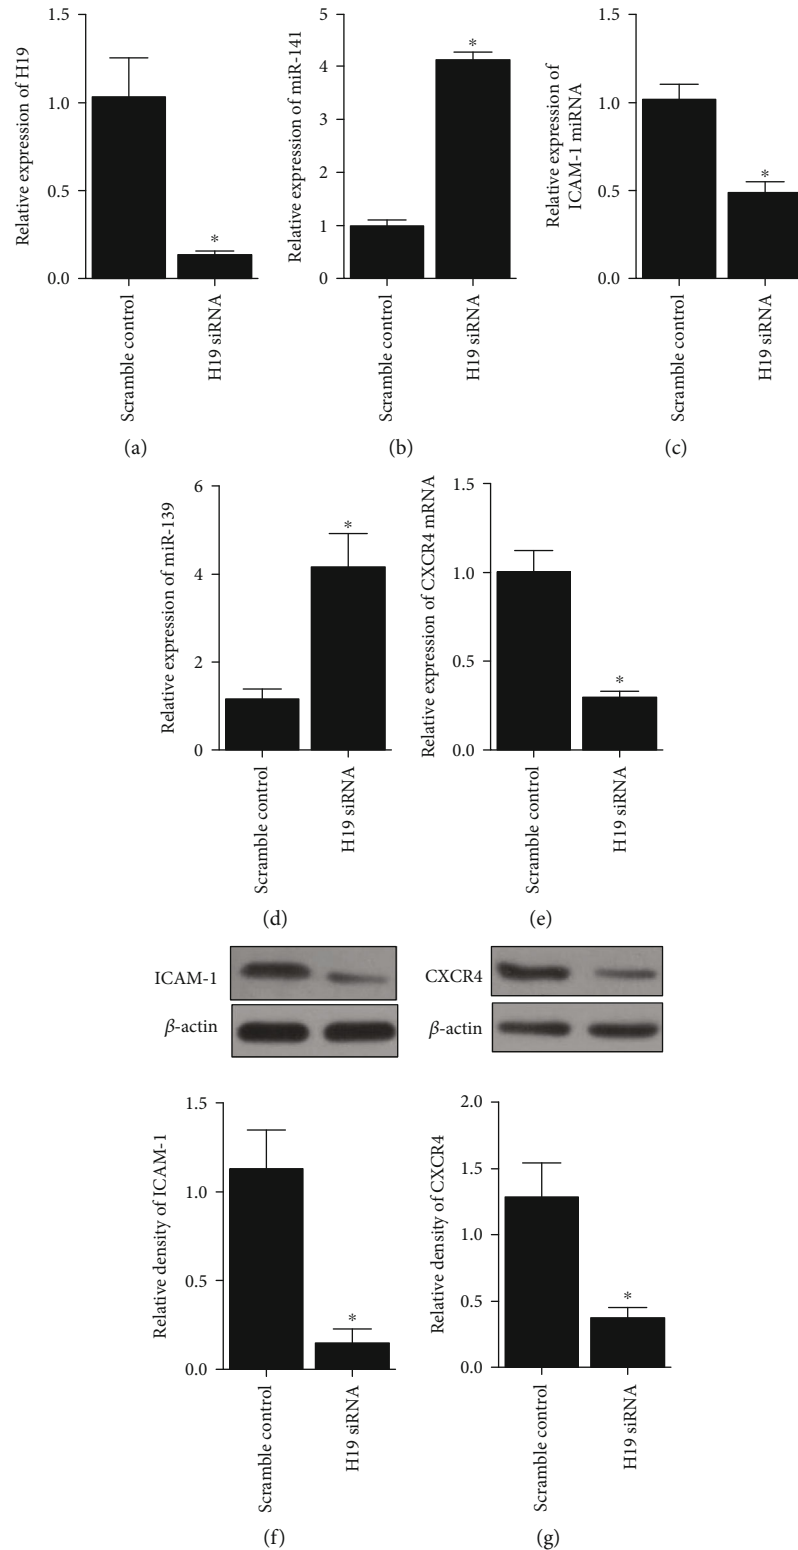 Relative expression of H19
1.5
1.0
0.5
0.0
*
Scramble control
H19 siRNA
(a)
Relative expression of miR-141
5
4
3
2
1
0
*
Scramble control
H19 siRNA
(b)
Relative expression of
ICAM-1 miRNA
1.5
1.0
0.5
0.0
*
Scramble control
H19 siRNA
(c)
Relative expression of miR-139
6
4
2
0
*
Scramble control
H19 siRNA
(d)
Relative expression of CXCR4 mRNA
1.5
1.0
0.5
0.0
*
Scramble control
H19 siRNA
(e)
ICAM-1
β-actin
Relative density of ICAM-1
1.5
1.0
0.5
0.0
*
Scramble control
H19 siRNA
(f)
CXCR4
β-actin
Relative density of CXCR4
2.0
1.5
1.0
0.5
0.0
*
Scramble control
H19 siRNA
(g)